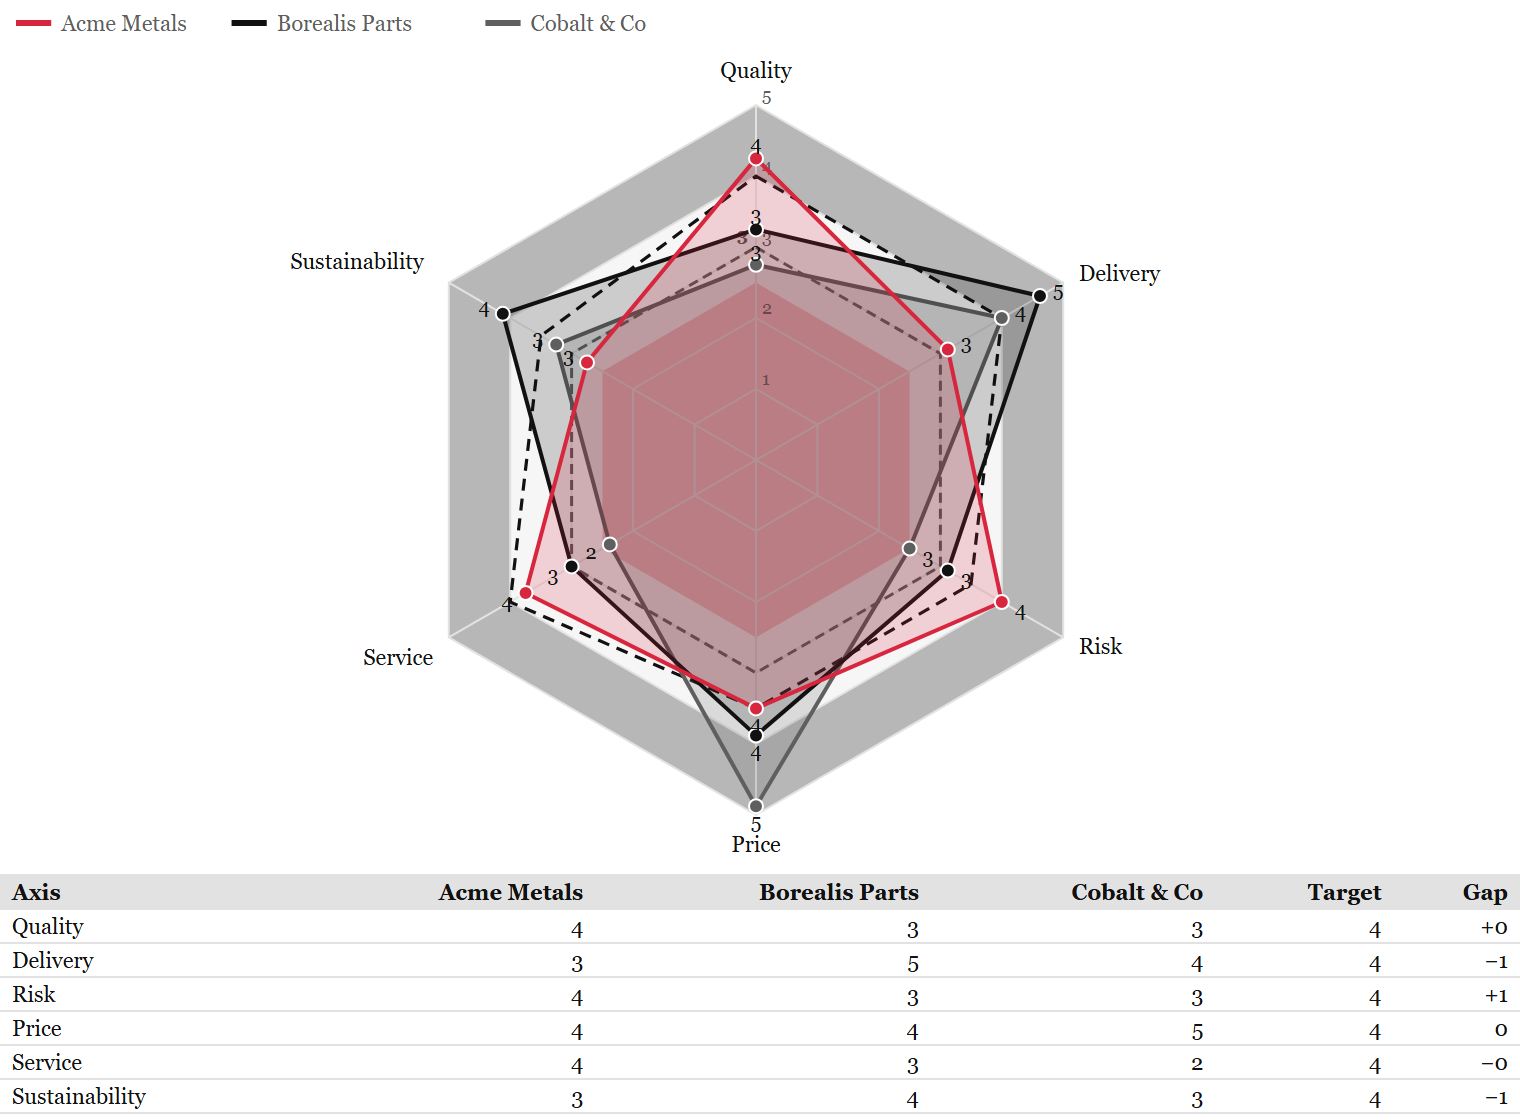 Acme Metals Borealis Parts Cobalt & Co
Quality
5
4
4
3
3 3
3
Sustainability
Delivery
4
5
4
3
3
3
2
1
2
3
3
3
4
4
Service
Risk
4
4
5
Price
Axis Acme Metals Borealis Parts Cobalt & Co Target Gap
Quality 4 3 3 4 +0
Delivery 3 5 4 4 −1
Risk 4 3 3 4 +1
Price 4 4 5 4 0
Service 4 3 2 4 −0
Sustainability 3 4 3 4 −1